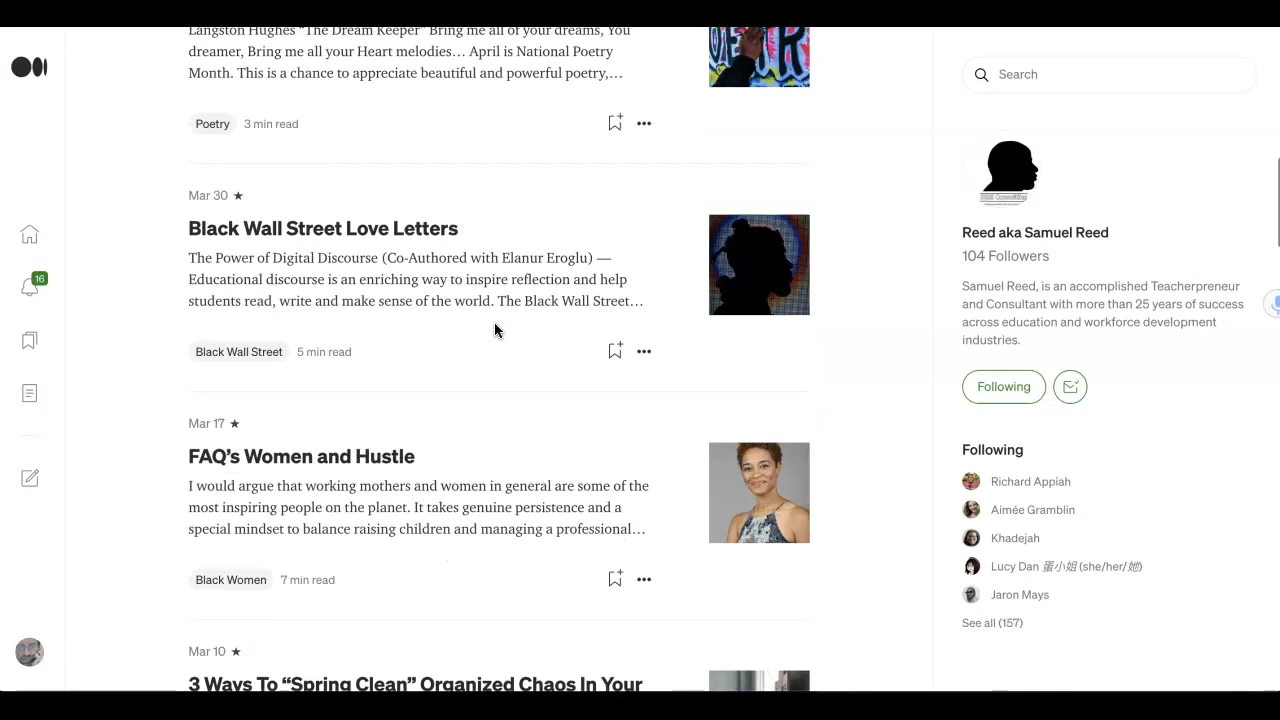 Langston Hughes “The Dream Keeper” Bring me all of your dreams, You
dreamer, Bring me all your Heart melodies… April is National Poetry
Month. This is a chance to appreciate beautiful and powerful poetry,…
Poetry 3 min read
Mar 30 ★
Black Wall Street Love Letters
The Power of Digital Discourse (Co-Authored with Elanur Eroglu) —
Educational discourse is an enriching way to inspire reflection and help
students read, write and make sense of the world. The Black Wall Street…
Black Wall Street 5 min read
Mar 17 ★
FAQ’s Women and Hustle
I would argue that working mothers and women in general are some of the
most inspiring people on the planet. It takes genuine persistence and a
special mindset to balance raising children and managing a professional…
Black Women 7 min read
Mar 10 ★
3 Ways To “Spring Clean” Organized Chaos In Your
16
Search
Reed aka Samuel Reed
104 Followers
Samuel Reed, is an accomplished Teacherpreneur
and Consultant with more than 25 years of success
across education and workforce development
industries.
Following
Following
Richard Appiah
Aimée Gramblin
Khadejah
Lucy Dan 蛋小姐 (she/her/她)
Jaron Mays
See all (157)